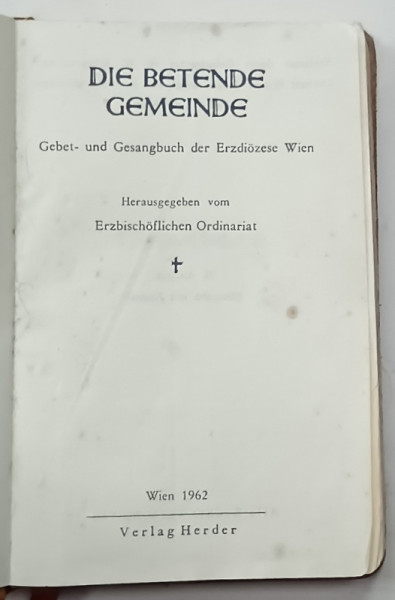 DIE BETENDE
GEMEINDE
Gebet- und Gesangbuch der Erzdiözese Wien
Herausgegeben vom
Erzbischöflichen Ordinariat
†
Wien 1962
Verlag Herder